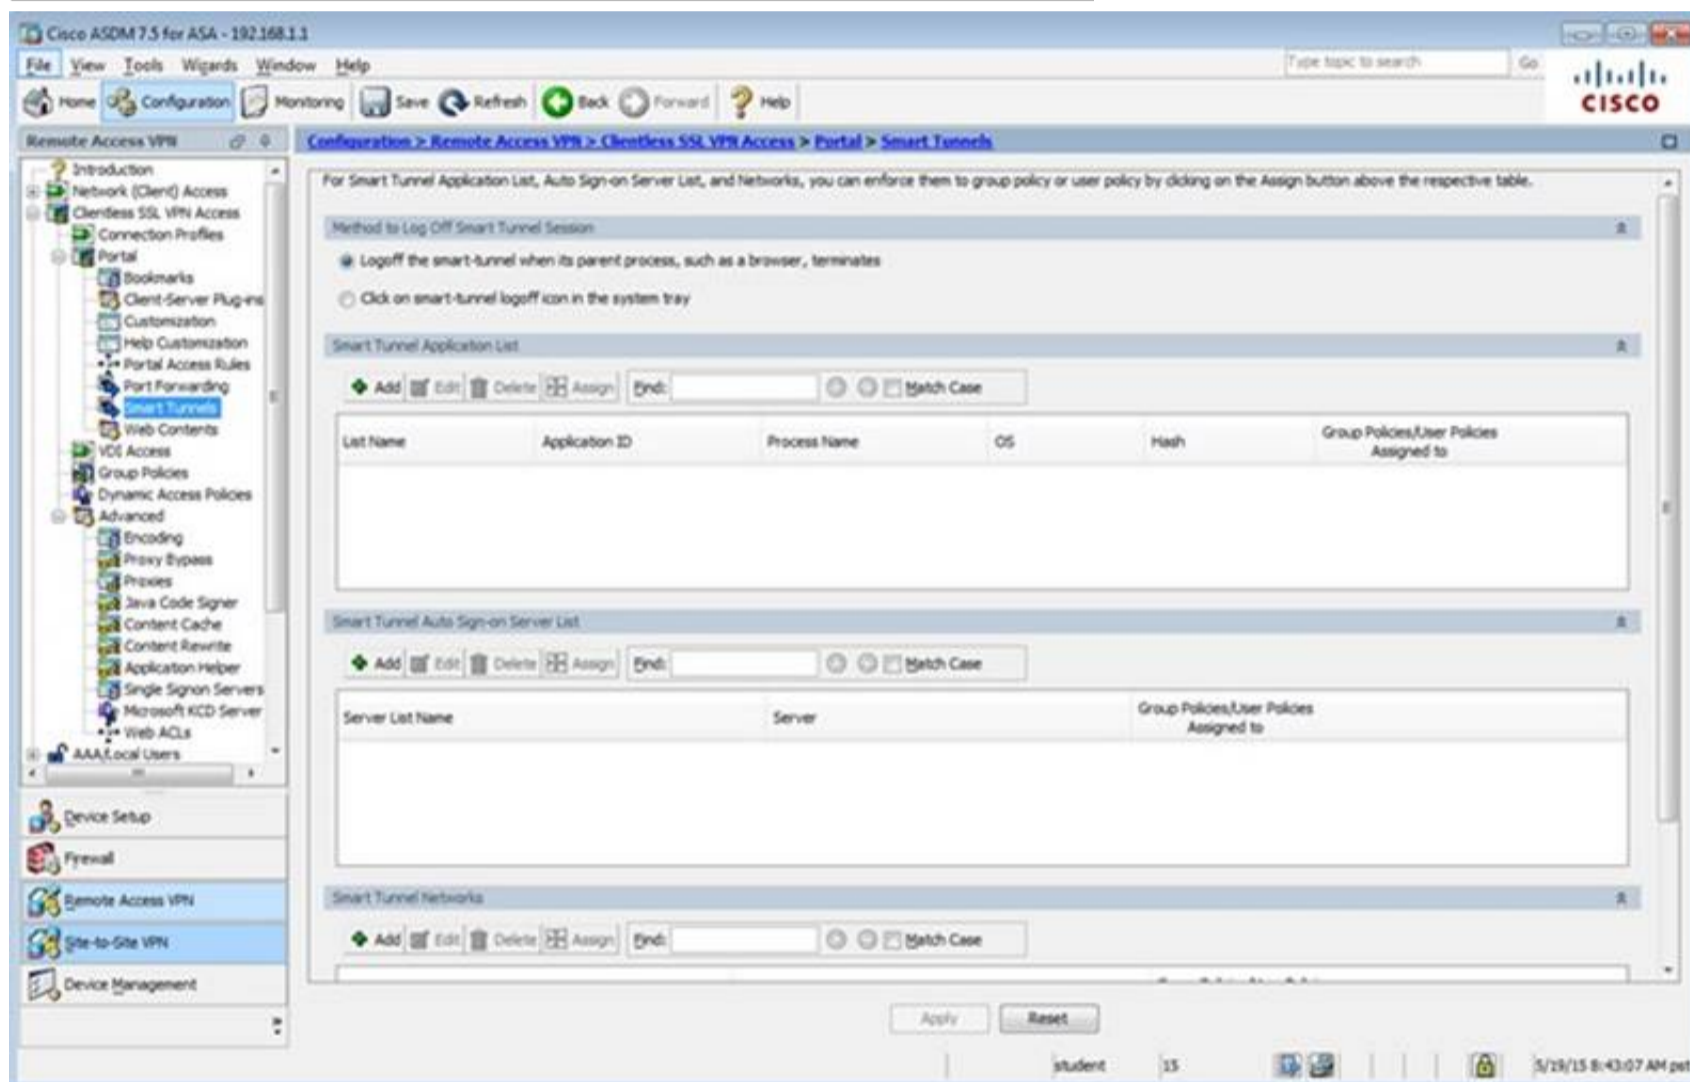 Cisco ASDM 7.5 for ASA - 192.168.1.1
File View Tools Wizards Window Help
Type topic to search Go
Home Configuration Monitoring Save Refresh Back Forward Help
CISCO
Remote Access VPN
Configuration > Remote Access VPN > Clientless SSL VPN Access > Portal > Smart Tunnels
Introduction
Network (Client) Access
Clientless SSL VPN Access
Connection Profiles
Portal
Bookmarks
Client-Server Plug-ins
Customization
Help Customization
Portal Access Rules
Port Forwarding
Smart Tunnels
Web Contents
VDI Access
Group Policies
Dynamic Access Policies
Advanced
Encoding
Proxy Bypass
Proxies
Java Code Signer
Content Cache
Content Rewrite
Application Helper
Single Signon Servers
Microsoft KCD Server
Web ACLs
AAA/Local Users
Device Setup
Firewall
Remote Access VPN
Site-to-Site VPN
Device Management
For Smart Tunnel Application List, Auto Sign-on Server List, and Networks, you can enforce them to group policy or user policy by clicking on the Assign button above the respective table.
Method to Log Off Smart Tunnel Session
Logoff the smart-tunnel when its parent process, such as a browser, terminates
Click on smart-tunnel logoff icon in the system tray
Smart Tunnel Application List
Add Edit Delete Assign Find: Match Case
List Name Application ID Process Name OS Hash Group Policies/User Policies
Assigned to
Smart Tunnel Auto Sign-on Server List
Add Edit Delete Assign Find: Match Case
Server List Name Server Group Policies/User Policies
Assigned to
Smart Tunnel Networks
Add Edit Delete Assign Find: Match Case
Apply Reset
student 15 5/19/15 8:43:07 AM pst